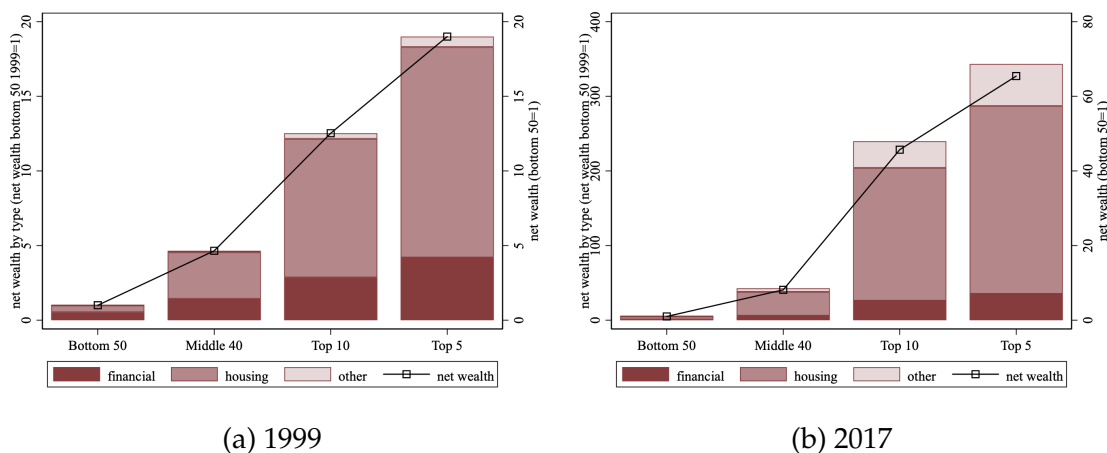 net wealth by type (net wealth bottom 50 1999=1)
20
15
10
5
0
20
15
10
5
0
net wealth (bottom 50=1)
Bottom 50 Middle 40 Top 10 Top 5
financial housing other net wealth
(a) 1999
net wealth by type (net wealth bottom 50 1999=1)
400
300
200
100
0
80
60
40
20
0
net wealth (bottom 50=1)
Bottom 50 Middle 40 Top 10 Top 5
financial housing other net wealth
(b) 2017